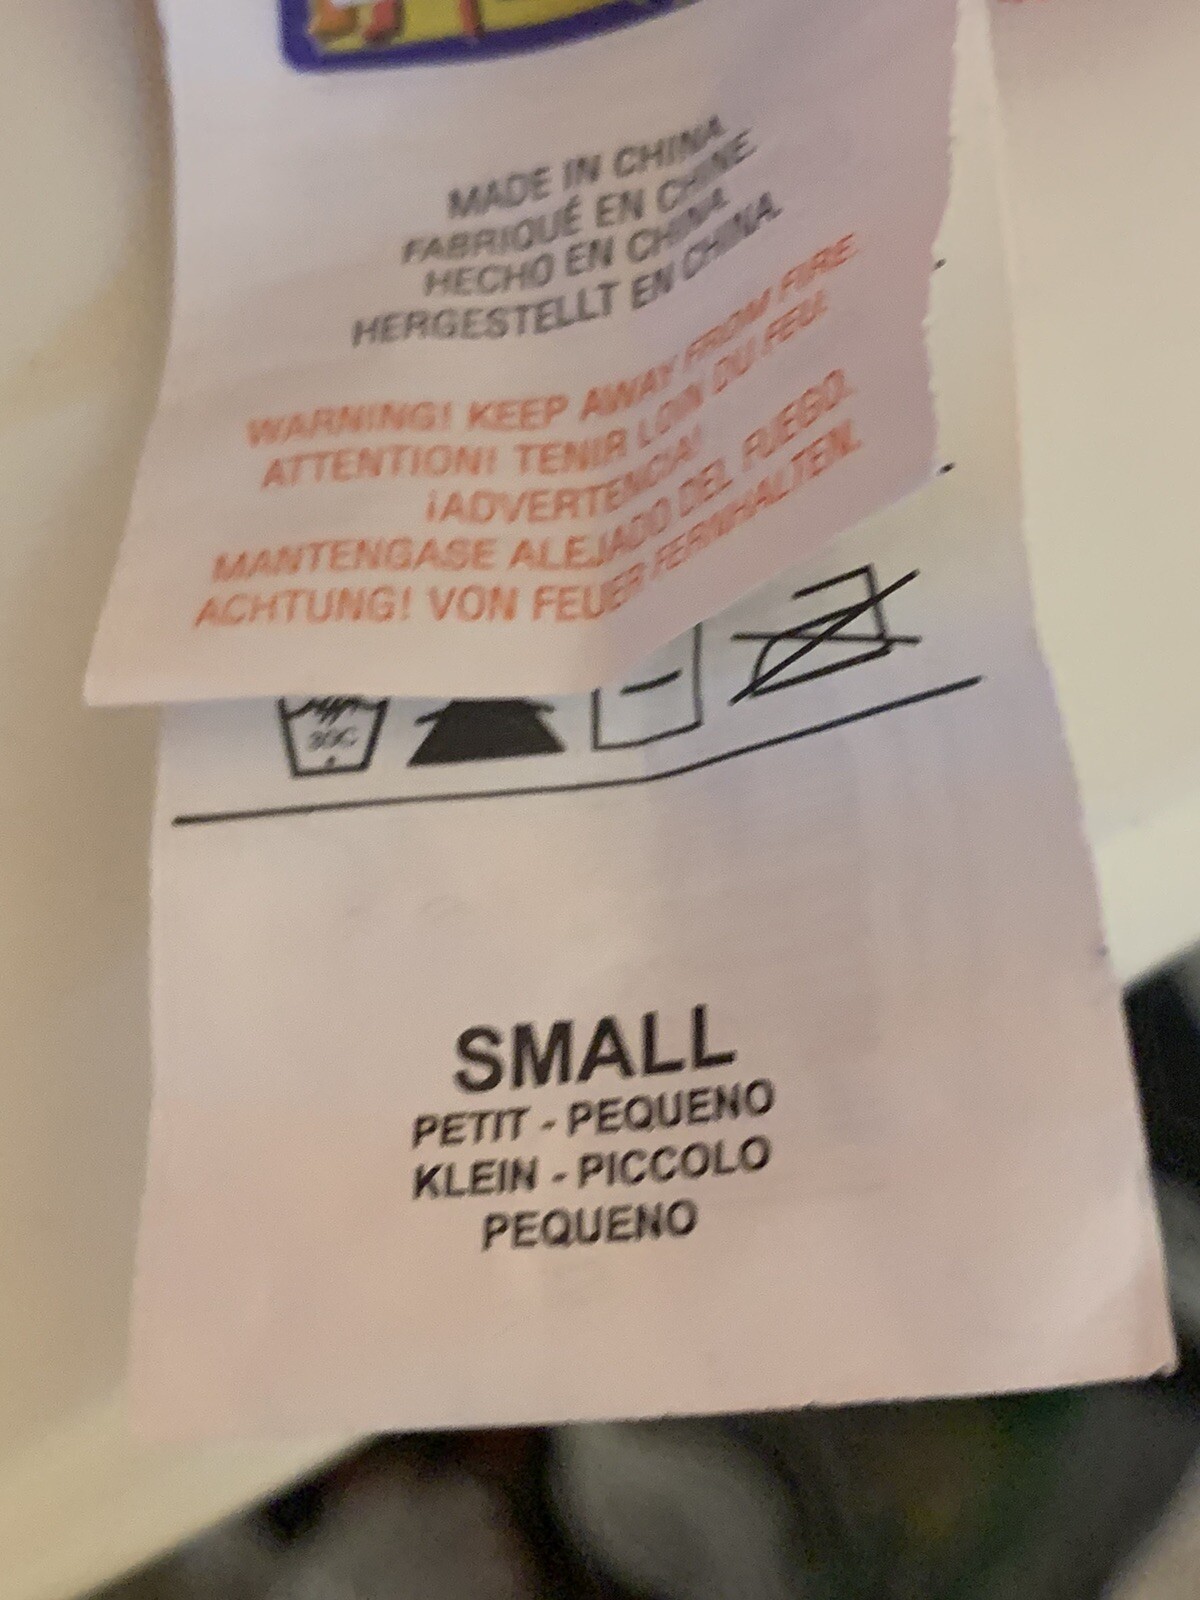 MADE IN CHINA.
FABRIQUÉ EN CHINE.
HECHO EN CHINA.
HERGESTELLT EN CHINA.
WARNING! KEEP AWAY FROM FIRE.
ATTENTION! TENIR LOIN DU FEU.
¡ADVERTENCIA!
MANTENGASE ALEJADO DEL FUEGO.
ACHTUNG! VON FEUER FERNHALTEN.
30C
SMALL
PETIT - PEQUENO
KLEIN - PICCOLO
PEQUENO